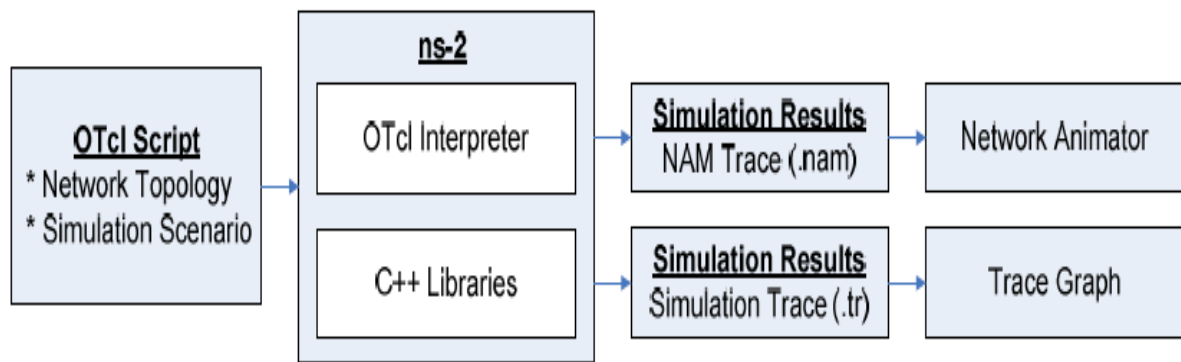 OTcl Script
* Network Topology
* Simulation Scenario
ns-2
OTcl Interpreter
C++ Libraries
Simulation Results
NAM Trace (.nam)
Network Animator
Simulation Results
Simulation Trace (.tr)
Trace Graph